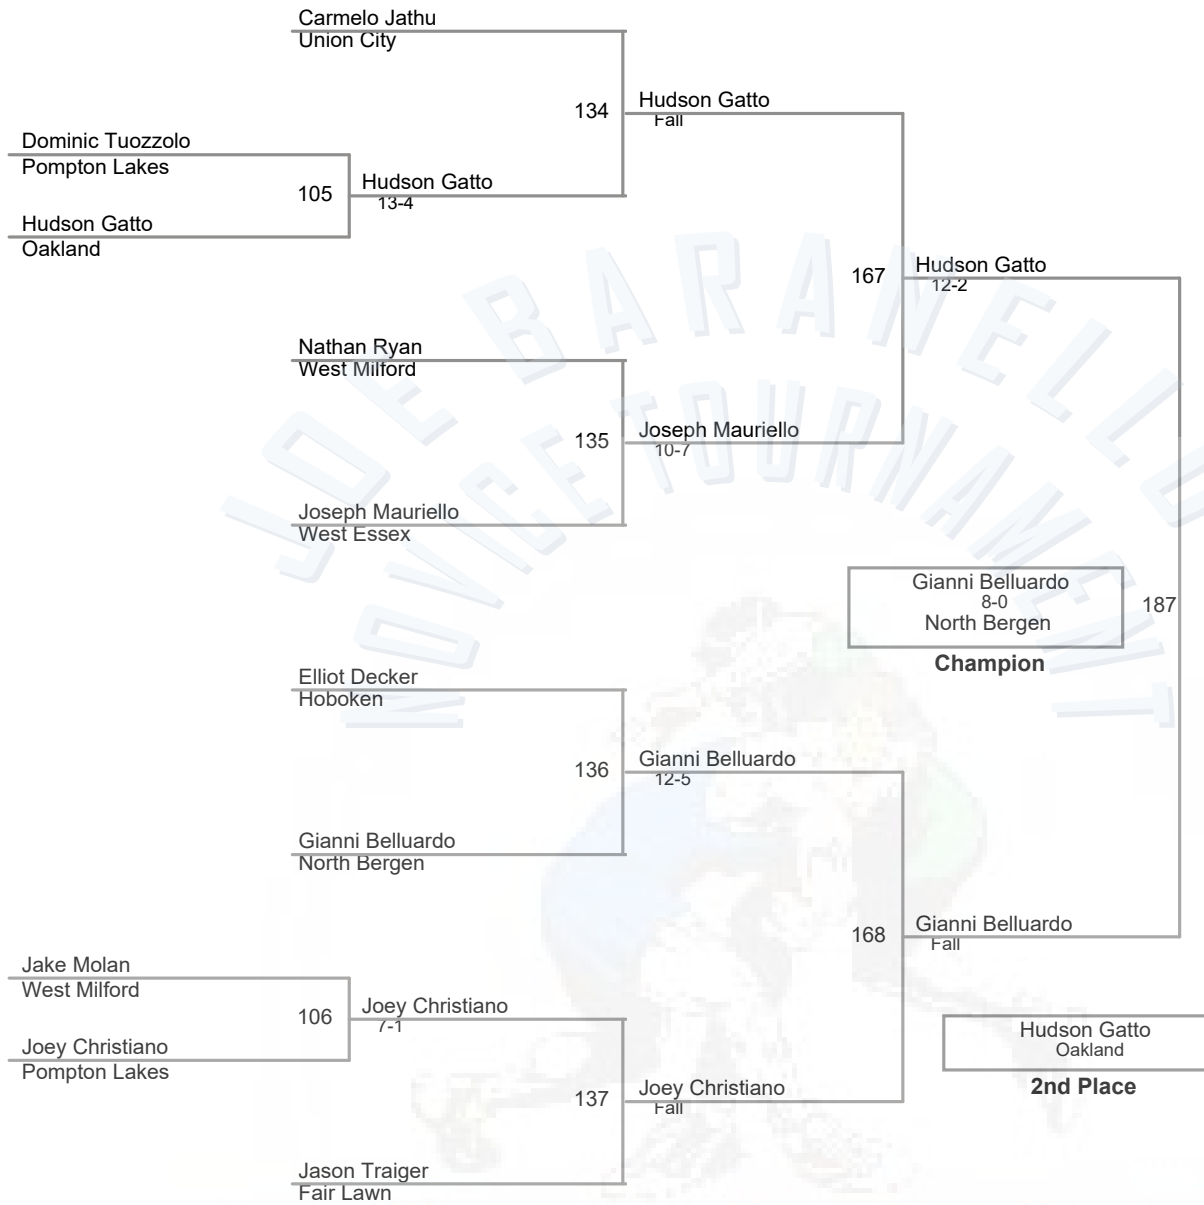 Carmelo Jathu
Union City
134
Hudson Gatto
Fall
Dominic Tuozzolo
Pompton Lakes
105
Hudson Gatto
13-4
Hudson Gatto
Oakland
167
Hudson Gatto
12-2
Nathan Ryan
West Milford
135
Joseph Mauriello
10-7
Joseph Mauriello
West Essex
JOE BARANELLO
NOVICE TOURNAMENT
Gianni Belluardo
8-0
North Bergen
187
Champion
Elliot Decker
Hoboken
136
Gianni Belluardo
12-5
Gianni Belluardo
North Bergen
168
Gianni Belluardo
Fall
Jake Molan
West Milford
106
Joey Christiano
7-1
Joey Christiano
Pompton Lakes
Hudson Gatto
Oakland
2nd Place
137
Joey Christiano
Fall
Jason Traiger
Fair Lawn